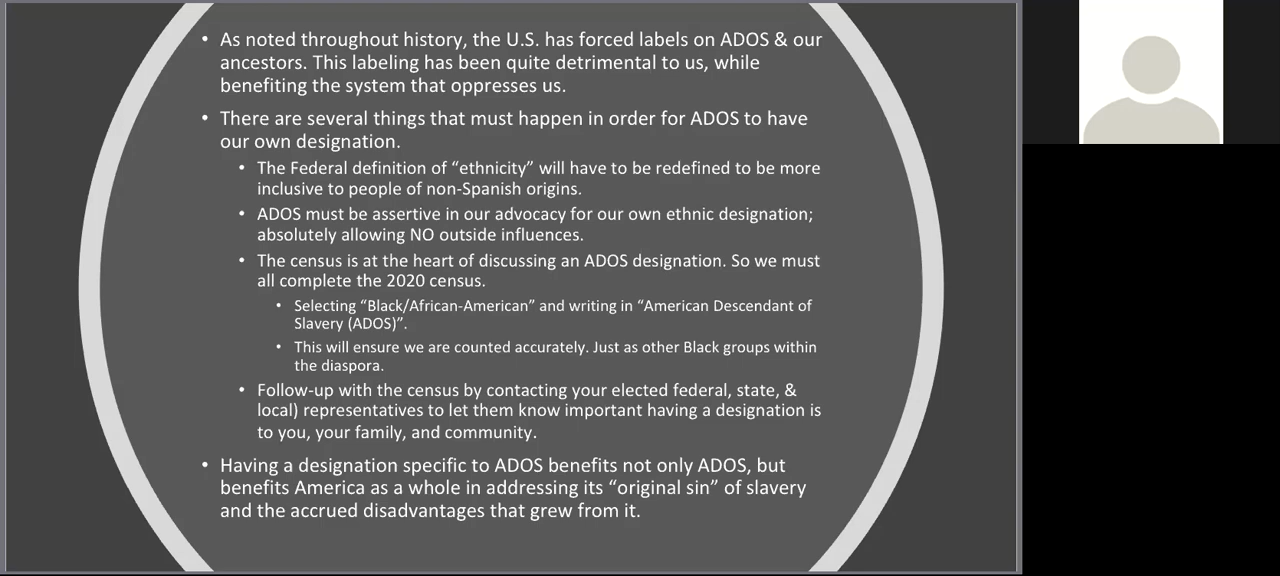 • As noted throughout history, the U.S. has forced labels on ADOS & our
ancestors. This labeling has been quite detrimental to us, while
benefiting the system that oppresses us.
• There are several things that must happen in order for ADOS to have
our own designation.
• The Federal definition of “ethnicity” will have to be redefined to be more
inclusive to people of non-Spanish origins.
• ADOS must be assertive in our advocacy for our own ethnic designation;
absolutely allowing NO outside influences.
• The census is at the heart of discussing an ADOS designation. So we must
all complete the 2020 census.
• Selecting “Black/African-American” and writing in “American Descendant of
Slavery (ADOS)”.
• This will ensure we are counted accurately. Just as other Black groups within
the diaspora.
• Follow-up with the census by contacting your elected federal, state, &
local) representatives to let them know important having a designation is
to you, your family, and community.
• Having a designation specific to ADOS benefits not only ADOS, but
benefits America as a whole in addressing its “original sin” of slavery
and the accrued disadvantages that grew from it.